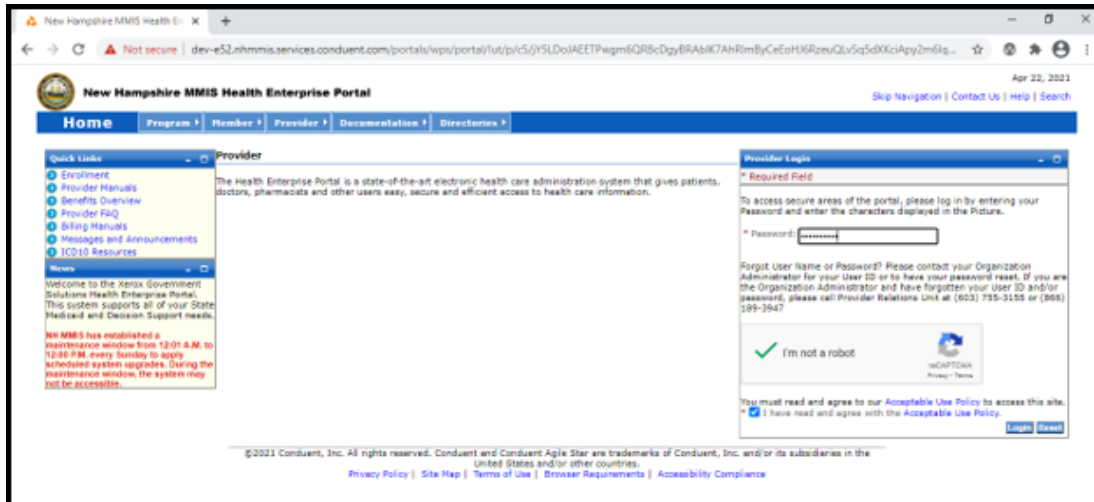 New Hampshire MMIS Health En
Not secure | dev-e52.nhmmis.services.conduent.com/portals/wps/portal/!ut/p/c5/
Apr 22, 2021
New Hampshire MMIS Health Enterprise Portal
Skip Navigation | Contact Us | Help | Search
Home Program Member Provider Documentation Directories
Quick Links
Enrollment
Provider Manuals
Benefits Overview
Provider FAQ
Billing Manuals
Messages and Announcements
ICD10 Resources
News
Welcome to the Xerox Government
Solutions Health Enterprise Portal.
This system supports all of your State
Medicaid and Decision Support needs.
NH MMIS has established a
maintenance window from 12:01 A.M. to
12:00 P.M. every Sunday to apply
scheduled system upgrades. During the
maintenance window, the system may
not be accessible.
Provider
The Health Enterprise Portal is a state-of-the-art electronic health care administration system that gives patients,
doctors, pharmacists and other users easy, secure and efficient access to health care information.
Provider Login
* Required Field
To access secure areas of the portal, please log in by entering your
Password and enter the characters displayed in the Picture.
* Password:
Forgot User Name or Password? Please contact your Organization
Administrator for your User ID or to have your password reset. If you are
the Organization Administrator and have forgotten your User ID and/or
password, please call Provider Relations Unit at (603) 755-3155 or (866)
189-3947
I'm not a robot
reCAPTCHA
Privacy - Terms
You must read and agree to our Acceptable Use Policy to access this site.
* I have read and agree with the Acceptable Use Policy.
Login Reset
©2021 Conduent, Inc. All rights reserved. Conduent and Conduent Agile Star are trademarks of Conduent, Inc. and/or its subsidiaries in the
United States and/or other countries.
Privacy Policy | Site Map | Terms of Use | Browser Requirements | Accessibility Compliance